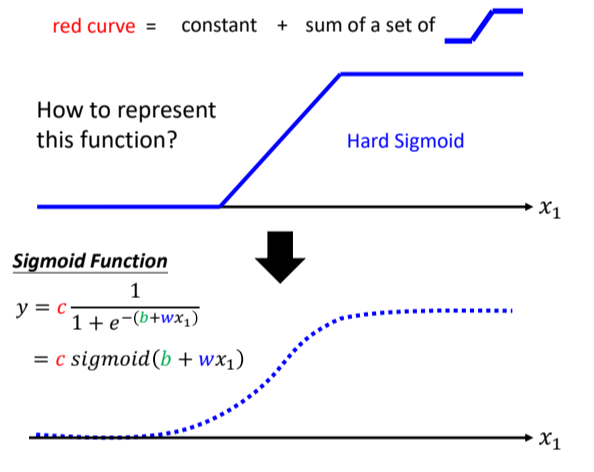 red curve = constant + sum of a set of
How to represent
this function?
Hard Sigmoid
x₁
Sigmoid Function
y = c 1 / (1 + e^−(b+wx₁))
= c sigmoid(b + wx₁)
x₁